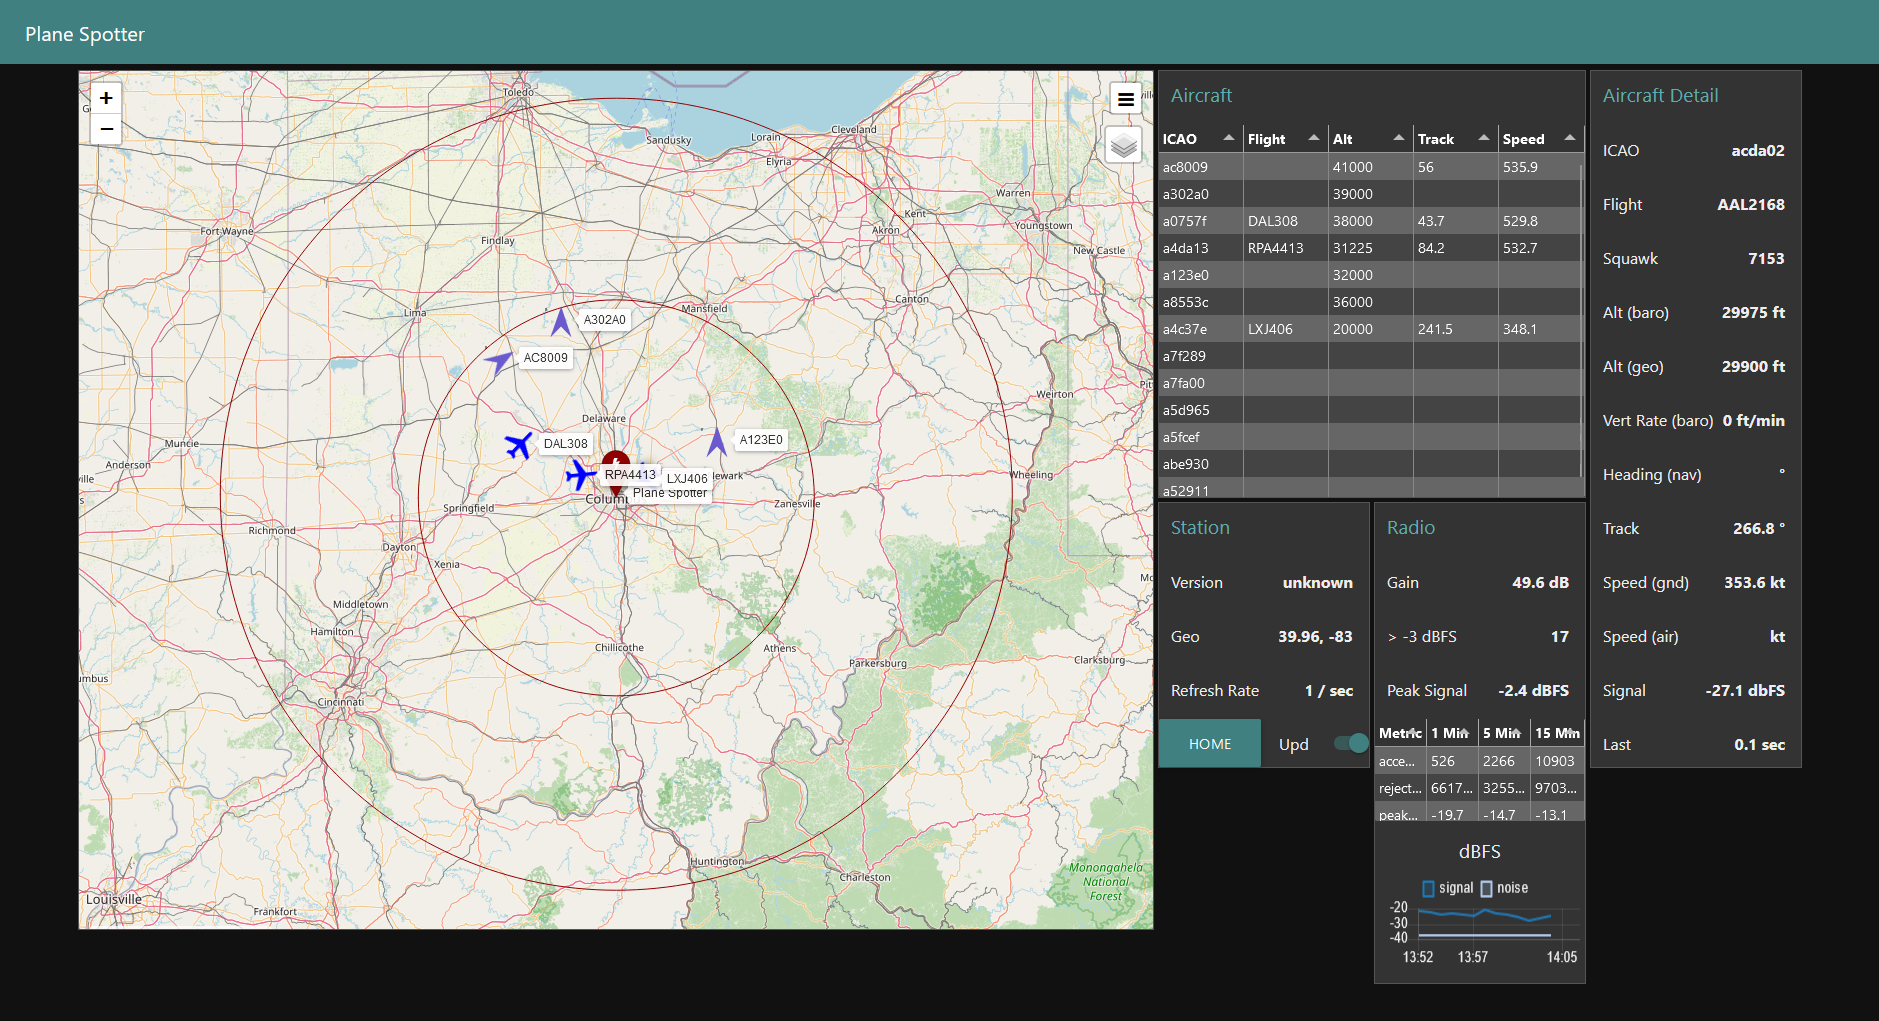 Plane Spotter
+
−
Toledo
Sandusky
Lorain
Cleveland
Elyria
Warren
Kent
Akron
Youngstown
New Castle
Fort Wayne
Findlay
Canton
Lima
Mansfield
A302A0
AC8009
Weirton
Delaware
DAL308
A123E0
Muncie
Anderson
RPA4413
LXJ406
Plane Spotter
Wheeling
Springfield
Zanesville
Richmond
Dayton
Xenia
Middletown
Hamilton
Chillicothe
Athens
Parkersburg
Clarksburg
Cincinnati
Huntington
Charleston
Monongahela
National
Forest
Louisville
Frankfort
Aircraft
ICAO Flight Alt Track Speed
ac8009 41000 56 535.9
a302a0 39000
a0757f DAL308 38000 43.7 529.8
a4da13 RPA4413 31225 84.2 532.7
a123e0 32000
a8553c 36000
a4c37e LXJ406 20000 241.5 348.1
a7f289
a7fa00
a5d965
a5fcef
abe930
a52911
Station
Version unknown
Geo 39.96, -83
Refresh Rate 1 / sec
HOME Upd
Radio
Gain 49.6 dB
> -3 dBFS 17
Peak Signal -2.4 dBFS
Metric 1 Min 5 Min 15 Min
acce... 526 2266 10903
reject... 6617... 3255... 9703...
peak... -19.7 -14.7 -13.1
dBFS
signal noise
-20
-30
-40
13:52 13:57 14:05
Aircraft Detail
ICAO acda02
Flight AAL2168
Squawk 7153
Alt (baro) 29975 ft
Alt (geo) 29900 ft
Vert Rate (baro) 0 ft/min
Heading (nav) °
Track 266.8 °
Speed (gnd) 353.6 kt
Speed (air) kt
Signal -27.1 dbFS
Last 0.1 sec